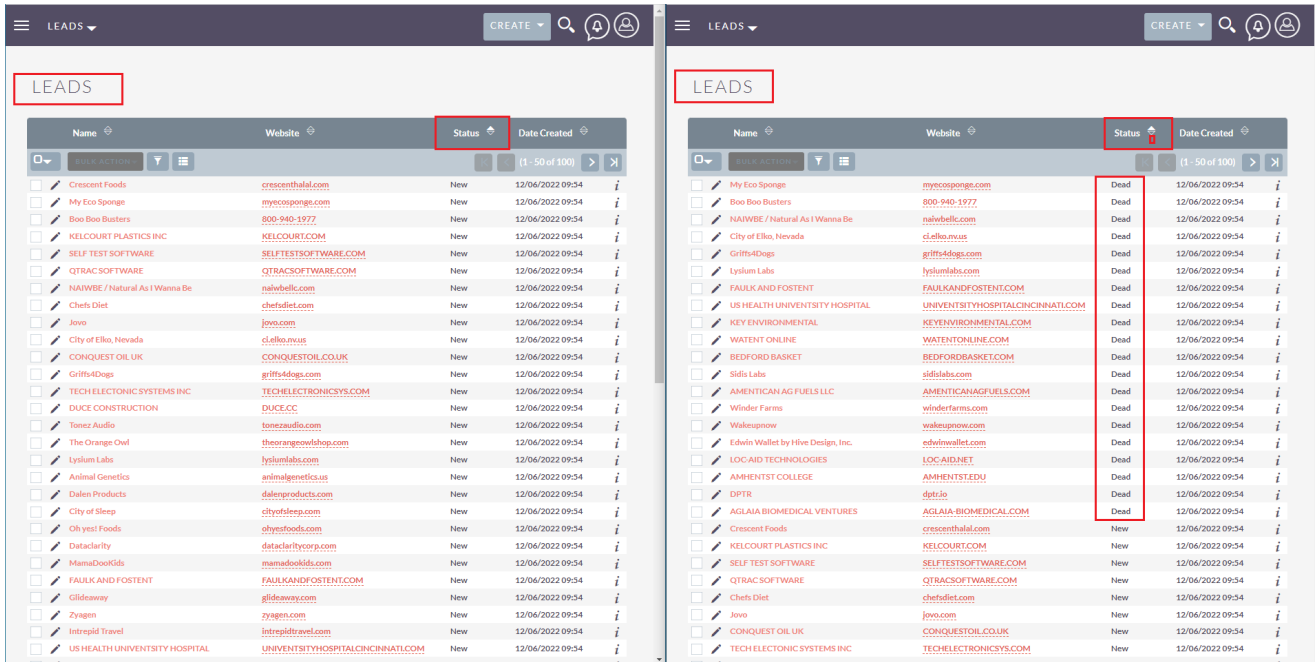 LEADS
CREATE
LEADS
Name Website Status Date Created
BULK ACTION (1 - 50 of 100)
Crescent Foods crescenthalal.com New 12/06/2022 09:54 i
My Eco Sponge myecosponge.com New 12/06/2022 09:54 i
Boo Boo Busters 800-940-1977 New 12/06/2022 09:54 i
KELCOURT PLASTICS INC KELCOURT.COM New 12/06/2022 09:54 i
SELF TEST SOFTWARE SELFTESTSOFTWARE.COM New 12/06/2022 09:54 i
QTRAC SOFTWARE QTRACSOFTWARE.COM New 12/06/2022 09:54 i
NAIWBE / Natural As I Wanna Be naiwbellc.com New 12/06/2022 09:54 i
Chefs Diet chefsdiet.com New 12/06/2022 09:54 i
Jovo jovo.com New 12/06/2022 09:54 i
City of Elko, Nevada ci.elko.nv.us New 12/06/2022 09:54 i
CONQUEST OIL UK CONQUESTOIL.CO.UK New 12/06/2022 09:54 i
Griffs4Dogs griffs4dogs.com New 12/06/2022 09:54 i
TECH ELECTONIC SYSTEMS INC TECHELECTRONICSYS.COM New 12/06/2022 09:54 i
DUCE CONSTRUCTION DUCE.CC New 12/06/2022 09:54 i
Tonez Audio tonezaudio.com New 12/06/2022 09:54 i
The Orange Owl theorangeowlshop.com New 12/06/2022 09:54 i
Lysium Labs lysiumlabs.com New 12/06/2022 09:54 i
Animal Genetics animalgenetics.us New 12/06/2022 09:54 i
Dalen Products dalenproducts.com New 12/06/2022 09:54 i
City of Sleep cityofsleep.com New 12/06/2022 09:54 i
Oh yes! Foods ohyesfoods.com New 12/06/2022 09:54 i
Dataclarity dataclaritycorp.com New 12/06/2022 09:54 i
MamaDooKids mamadookids.com New 12/06/2022 09:54 i
FAULK AND FOSTENT FAULKANDFOSTENT.COM New 12/06/2022 09:54 i
Glideaway glideaway.com New 12/06/2022 09:54 i
Zyagen zyagen.com New 12/06/2022 09:54 i
Intrepid Travel intrepidtravel.com New 12/06/2022 09:54 i
US HEALTH UNIVENTSITY HOSPITAL UNIVENTSITYHOSPITALCINCINNATI.COM New 12/06/2022 09:54 i
LEADS
CREATE
LEADS
Name Website Status Date Created
BULK ACTION (1 - 50 of 100)
My Eco Sponge myecosponge.com Dead 12/06/2022 09:54 i
Boo Boo Busters 800-940-1977 Dead 12/06/2022 09:54 i
NAIWBE / Natural As I Wanna Be naiwbellc.com Dead 12/06/2022 09:54 i
City of Elko, Nevada ci.elko.nv.us Dead 12/06/2022 09:54 i
Griffs4Dogs griffs4dogs.com Dead 12/06/2022 09:54 i
Lysium Labs lysiumlabs.com Dead 12/06/2022 09:54 i
FAULK AND FOSTENT FAULKANDFOSTENT.COM Dead 12/06/2022 09:54 i
US HEALTH UNIVENTSITY HOSPITAL UNIVENTSITYHOSPITALCINCINNATI.COM Dead 12/06/2022 09:54 i
KEY ENVIRONMENTAL KEYENVIRONMENTAL.COM Dead 12/06/2022 09:54 i
WATENT ONLINE WATENTONLINE.COM Dead 12/06/2022 09:54 i
BEDFORD BASKET BEDFORDBASKET.COM Dead 12/06/2022 09:54 i
Sidis Labs sidislabs.com Dead 12/06/2022 09:54 i
AMENTICAN AG FUELS LLC AMENTICANAGFUELS.COM Dead 12/06/2022 09:54 i
Winder Farms winderfarms.com Dead 12/06/2022 09:54 i
Wakeupnow wakeupnow.com Dead 12/06/2022 09:54 i
Edwin Wallet by Hive Design, Inc. edwinwallet.com Dead 12/06/2022 09:54 i
LOC-AID TECHNOLOGIES LOC-AID.NET Dead 12/06/2022 09:54 i
AMHENTST COLLEGE AMHENTST.EDU Dead 12/06/2022 09:54 i
DPTR dptr.io Dead 12/06/2022 09:54 i
AGLAIA BIOMEDICAL VENTURES AGLAIA-BIOMEDICAL.COM Dead 12/06/2022 09:54 i
Crescent Foods crescenthalal.com New 12/06/2022 09:54 i
KELCOURT PLASTICS INC KELCOURT.COM New 12/06/2022 09:54 i
SELF TEST SOFTWARE SELFTESTSOFTWARE.COM New 12/06/2022 09:54 i
QTRAC SOFTWARE QTRACSOFTWARE.COM New 12/06/2022 09:54 i
Chefs Diet chefsdiet.com New 12/06/2022 09:54 i
Jovo jovo.com New 12/06/2022 09:54 i
CONQUEST OIL UK CONQUESTOIL.CO.UK New 12/06/2022 09:54 i
TECH ELECTONIC SYSTEMS INC TECHELECTRONICSYS.COM New 12/06/2022 09:54 i